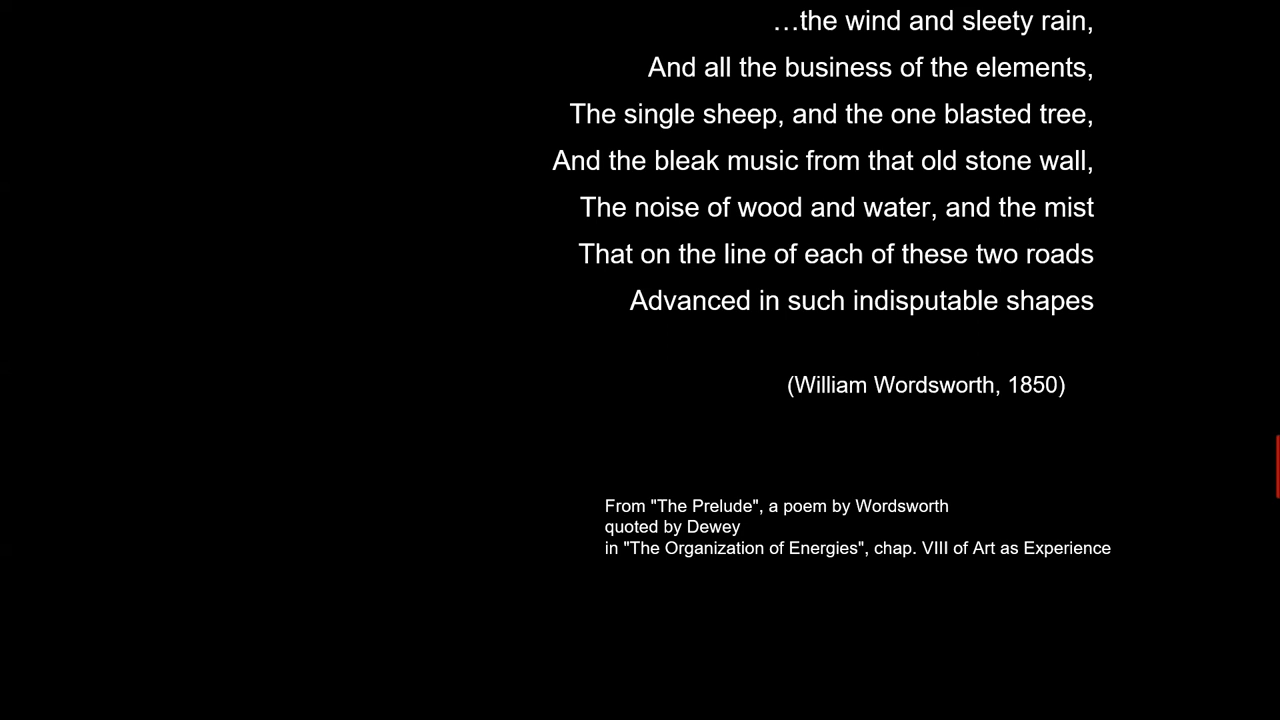 …the wind and sleety rain,
And all the business of the elements,
The single sheep, and the one blasted tree,
And the bleak music from that old stone wall,
The noise of wood and water, and the mist
That on the line of each of these two roads
Advanced in such indisputable shapes
(William Wordsworth, 1850)
From "The Prelude", a poem by Wordsworth
quoted by Dewey
in "The Organization of Energies", chap. VIII of Art as Experience